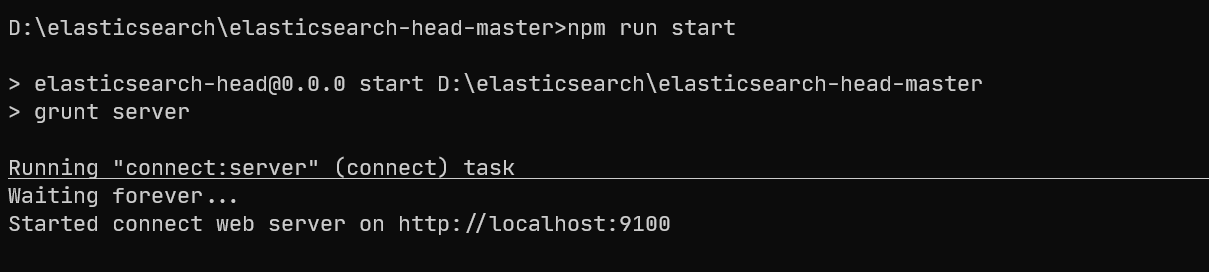 D:\elasticsearch\elasticsearch-head-master>npm run start
> elasticsearch-head@0.0.0 start D:\elasticsearch\elasticsearch-head-master
> grunt server
Running "connect:server" (connect) task
Waiting forever...
Started connect web server on http://localhost:9100